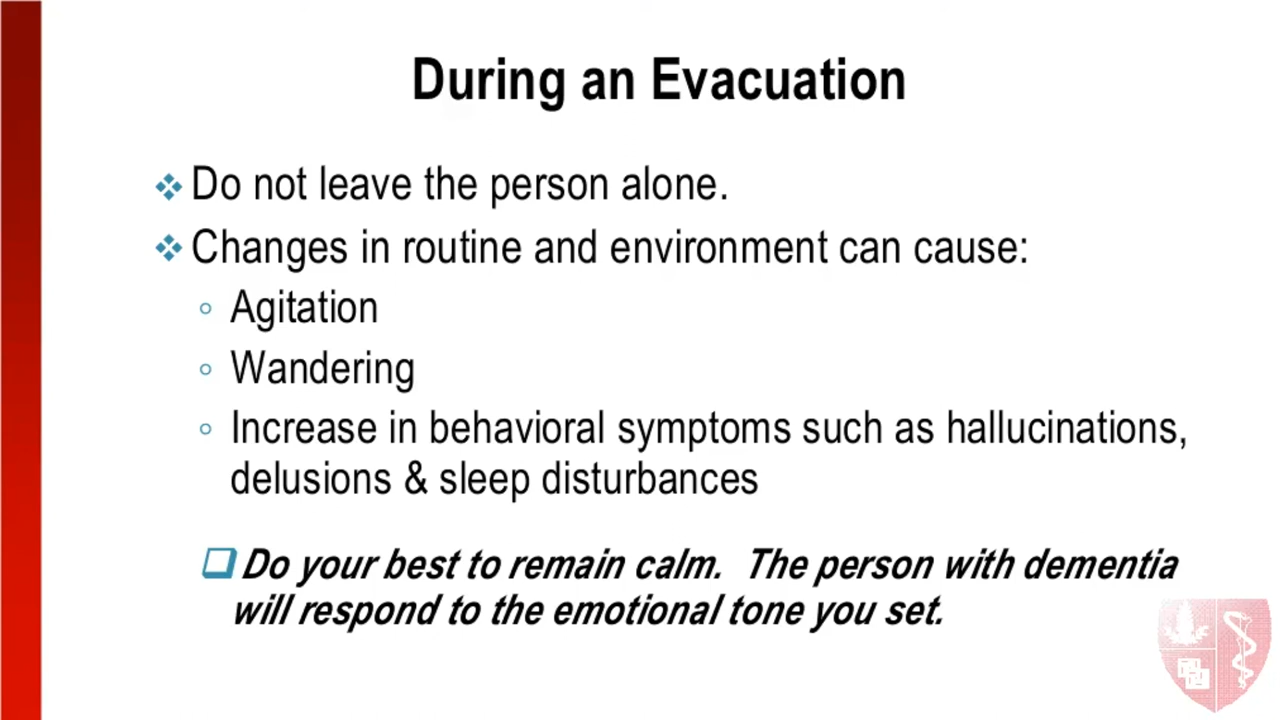 During an Evacuation
Do not leave the person alone.
Changes in routine and environment can cause:
Agitation
Wandering
Increase in behavioral symptoms such as hallucinations,
delusions & sleep disturbances
Do your best to remain calm. The person with dementia
will respond to the emotional tone you set.